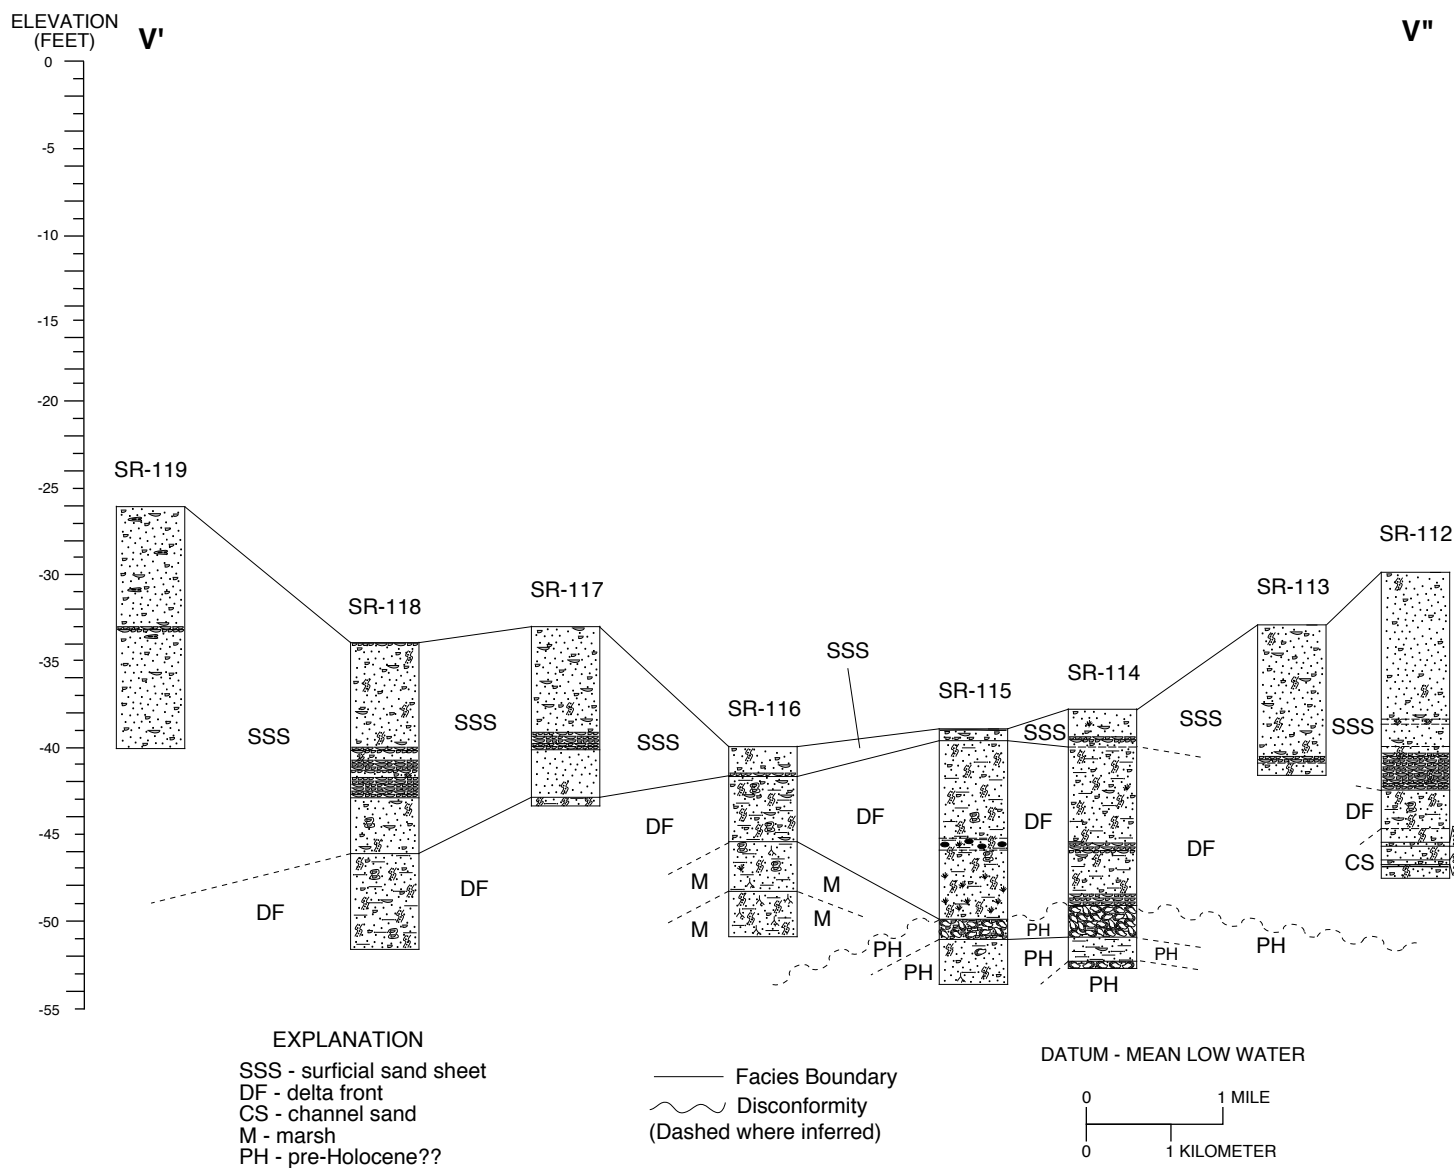 ELEVATION
(FEET)
V'
V"
0
-5
-10
-15
-20
-25
-30
-35
-40
-45
-50
-55
SR-119
SR-118
SR-117
SR-116
SR-115
SR-114
SR-113
SR-112
SSS
SSS
SSS
SSS
SSS
SSS
SSS
DF
DF
DF
DF
DF
DF
DF
CS
M
M
M
M
PH
PH
PH
PH
PH
PH
PH
EXPLANATION
SSS - surficial sand sheet
DF - delta front
CS - channel sand
M - marsh
PH - pre-Holocene??
Facies Boundary
Disconformity
(Dashed where inferred)
DATUM - MEAN LOW WATER
0 1 MILE
0 1 KILOMETER